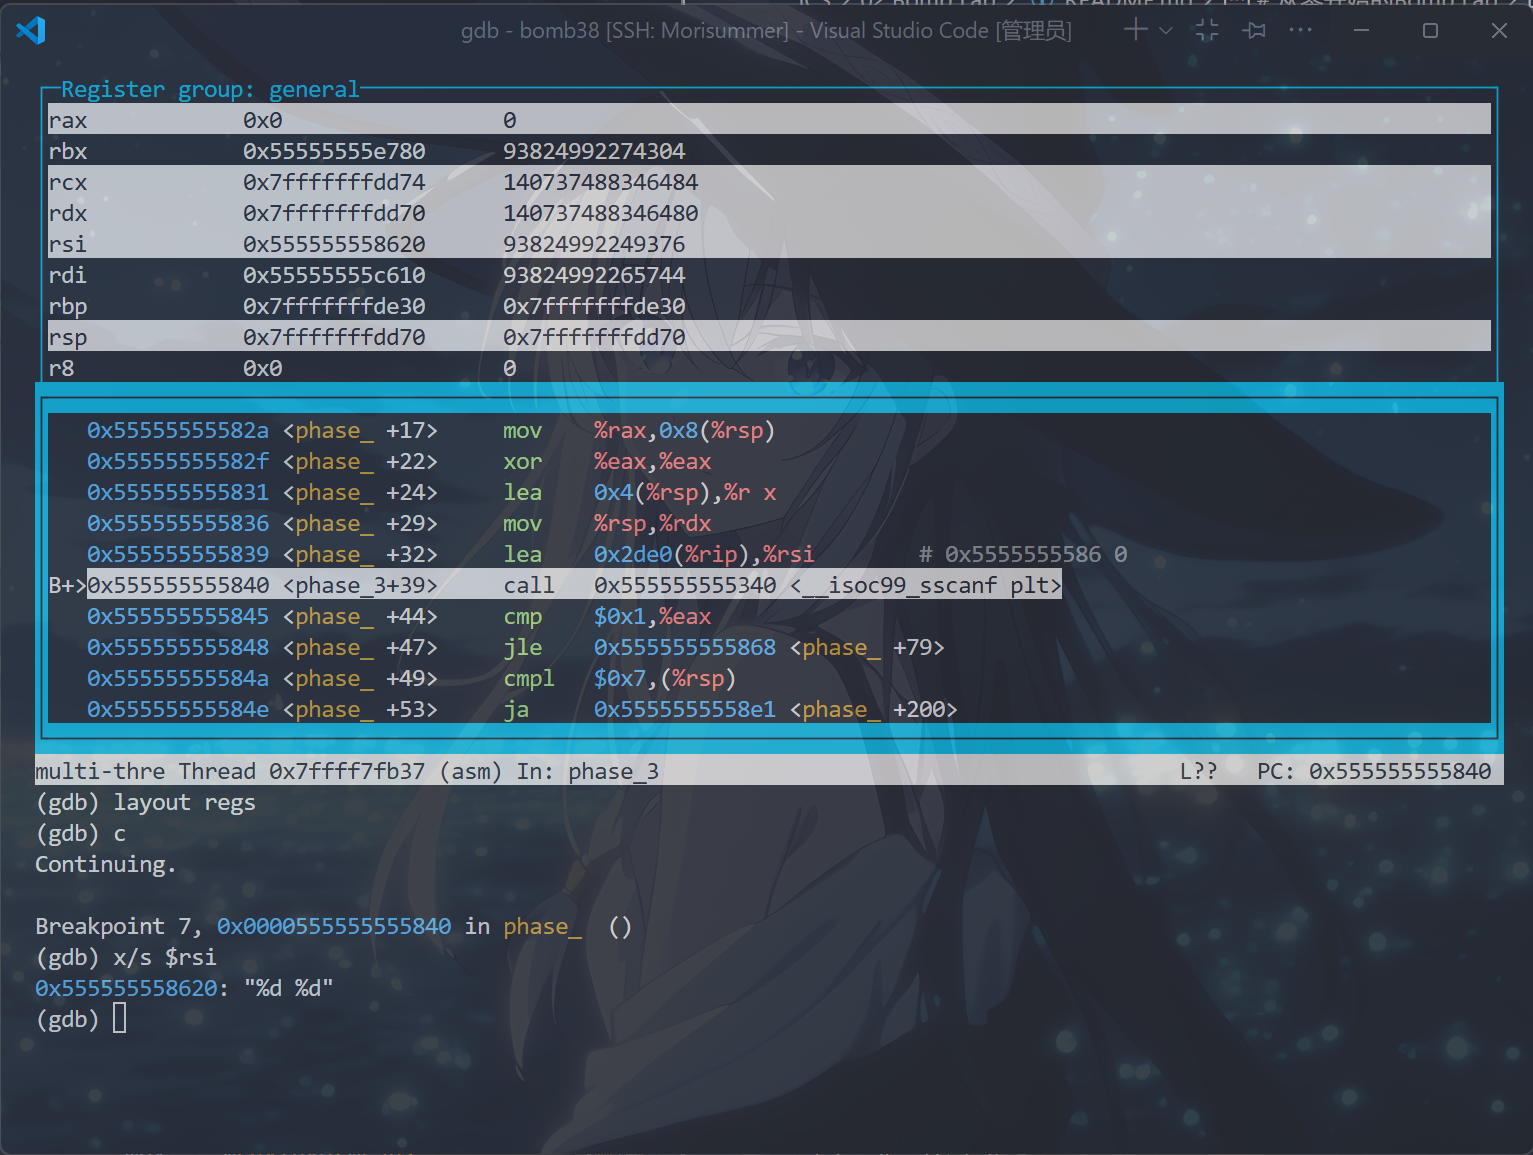 gdb - bomb38 [SSH: Morisummer] - Visual Studio Code [管理员]
Register group: general
rax 0x0 0
rbx 0x55555555e780 93824992274304
rcx 0x7fffffffdd74 140737488346484
rdx 0x7fffffffdd70 140737488346480
rsi 0x555555558620 93824992249376
rdi 0x55555555c610 93824992265744
rbp 0x7fffffffde30 0x7fffffffde30
rsp 0x7fffffffdd70 0x7fffffffdd70
r8 0x0 0
0x55555555582a <phase_ +17> mov %rax,0x8(%rsp)
0x55555555582f <phase_ +22> xor %eax,%eax
0x555555555831 <phase_ +24> lea 0x4(%rsp),%r x
0x555555555836 <phase_ +29> mov %rsp,%rdx
0x555555555839 <phase_ +32> lea 0x2de0(%rip),%rsi # 0x5555555586 0
B+>0x555555555840 <phase_3+39> call 0x555555555340 <__isoc99_sscanf plt>
0x555555555845 <phase_ +44> cmp $0x1,%eax
0x555555555848 <phase_ +47> jle 0x555555555868 <phase_ +79>
0x55555555584a <phase_ +49> cmpl $0x7,(%rsp)
0x55555555584e <phase_ +53> ja 0x5555555558e1 <phase_ +200>
multi-thre Thread 0x7ffff7fb37 (asm) In: phase_3 L?? PC: 0x555555555840
(gdb) layout regs
(gdb) c
Continuing.
Breakpoint 7, 0x0000555555555840 in phase_ ()
(gdb) x/s $rsi
0x555555558620: "%d %d"
(gdb)